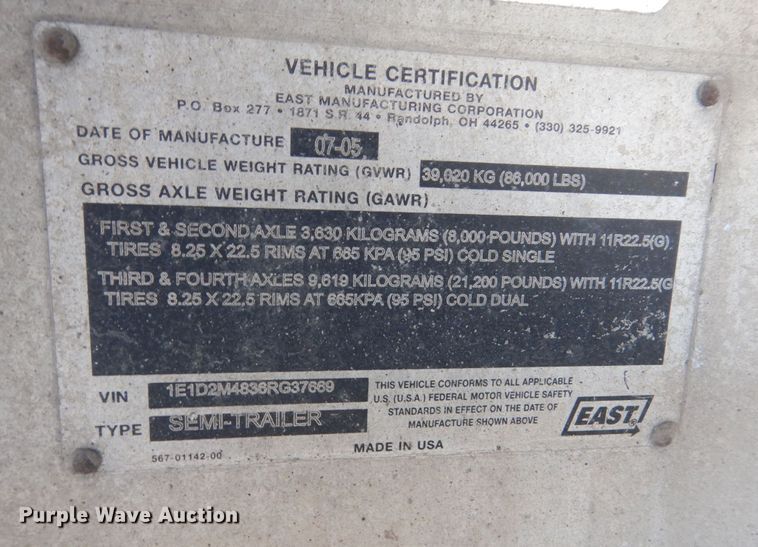 VEHICLE CERTIFICATION
MANUFACTURED BY
EAST MANUFACTURING CORPORATION
P.O. Box 277 • 1871 S.R. 44 • Randolph, OH 44265 • (330) 325-9921
DATE OF MANUFACTURE 07-05
GROSS VEHICLE WEIGHT RATING (GVWR) 39,020 KG (86,000 LBS)
GROSS AXLE WEIGHT RATING (GAWR)
FIRST & SECOND AXLE 3,630 KILOGRAMS (8,000 POUNDS) WITH 11R22.5(G)
TIRES 8.25 X 22.5 RIMS AT 665 KPA (95 PSI) COLD SINGLE
THIRD & FOURTH AXLES 9,619 KILOGRAMS (21,200 POUNDS) WITH 11R22.5(G
TIRES 8.25 X 22.5 RIMS AT 665KPA (95 PSI) COLD DUAL
VIN 1E1D2M4836RG37669
TYPE SEMI-TRAILER
THIS VEHICLE CONFORMS TO ALL APPLICABLE
U.S. (U.S.A.) FEDERAL MOTOR VEHICLE SAFETY
STANDARDS IN EFFECT ON THE DATE OF
MANUFACTURE SHOWN ABOVE
EAST
567-01142-00
MADE IN USA
Purple Wave Auction